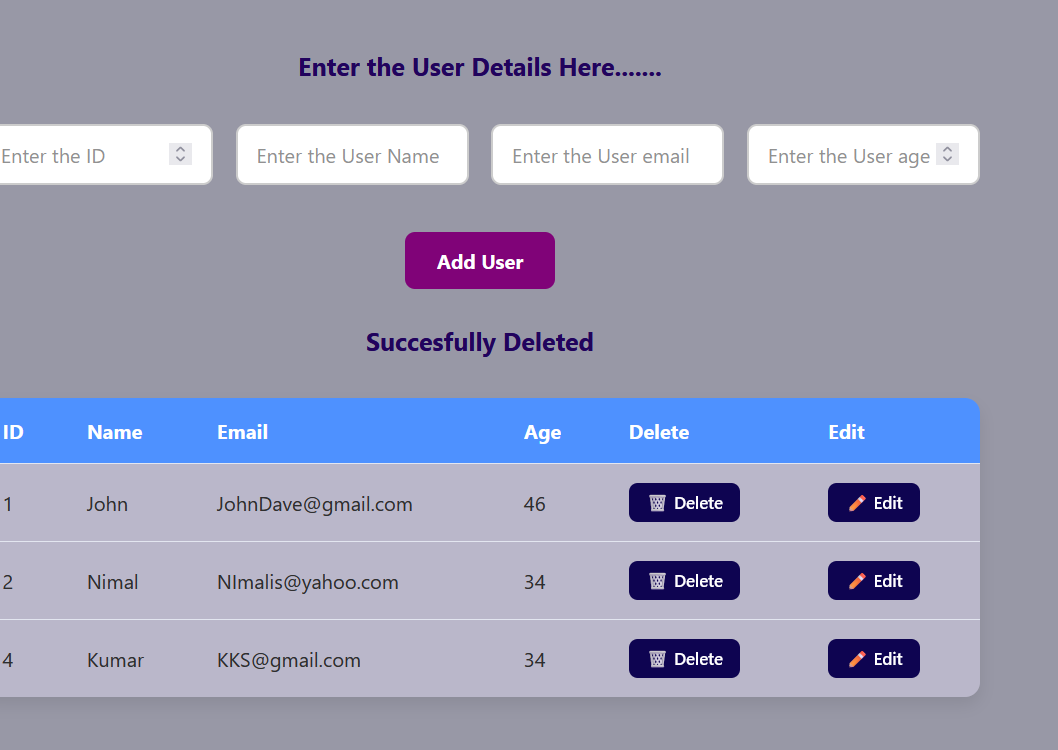 Enter the User Details Here.......
Enter the ID Enter the User Name Enter the User email Enter the User age
Add User
Succesfully Deleted
ID Name Email Age Delete Edit
1 John JohnDave@gmail.com 46 Delete Edit
2 Nimal NImalis@yahoo.com 34 Delete Edit
4 Kumar KKS@gmail.com 34 Delete Edit